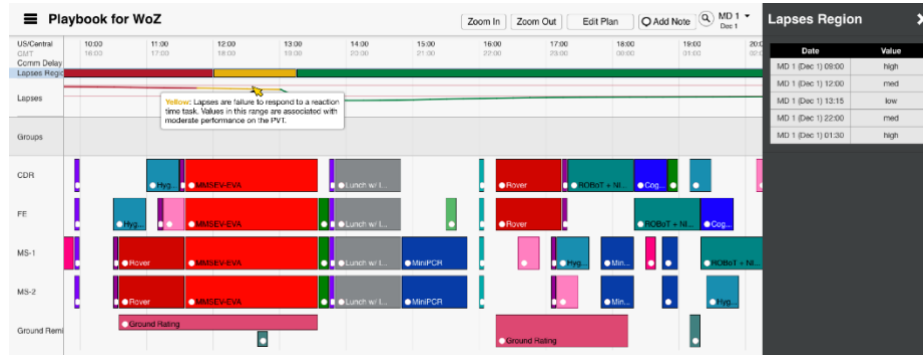 Playbook for WoZ
Zoom In
Zoom Out
Edit Plan
Add Note
MD 1
Dec 1
Lapses Region
US/Central 10:00 11:00 12:00 13:00 14:00 15:00 16:00 17:00 18:00 19:00
GMT 16:00 17:00 18:00 19:00 20:00 21:00 22:00 23:00 00:00 01:00
Comm Delay
Lapses Regio
Lapses
Yellow: Lapses are failure to respond to a reaction
time task. Values in this range are associated with
moderate performance on the PVT.
Date Value
MD 1 (Dec 1) 09:00 high
MD 1 (Dec 1) 12:00 med
MD 1 (Dec 1) 13:15 low
MD 1 (Dec 1) 22:00 med
MD 1 (Dec 1) 01:30 high
Groups
CDR
Hyg... MMSEV-EVA Lunch w/ I... Rover ROBoT + NI... Cog...
FE
Hyg... MMSEV-EVA Lunch w/ I... Rover ROBoT + NI... Cog...
MS-1
Rover MMSEV-EVA Lunch w/ I... MiniPCR Hyg... Min... ROBoT + NI...
MS-2
Rover MMSEV-EVA Lunch w/ I... MiniPCR Min... Hyg...
Ground Remi
Ground Rating
Ground Rating